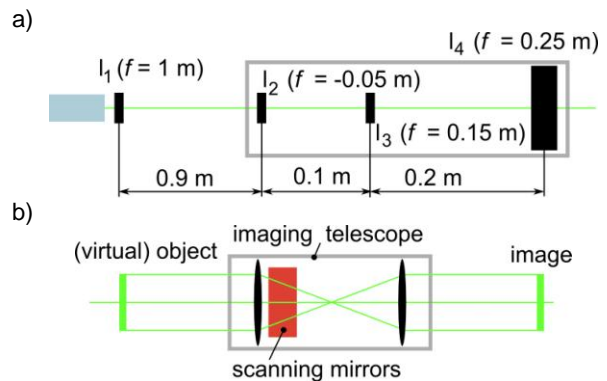 a)
l₄ (f = 0.25 m)
l₁ (f = 1 m)
l₂ (f = -0.05 m)
l₃ (f = 0.15 m)
0.9 m
0.1 m
0.2 m
b)
imaging telescope
(virtual) object
image
scanning mirrors